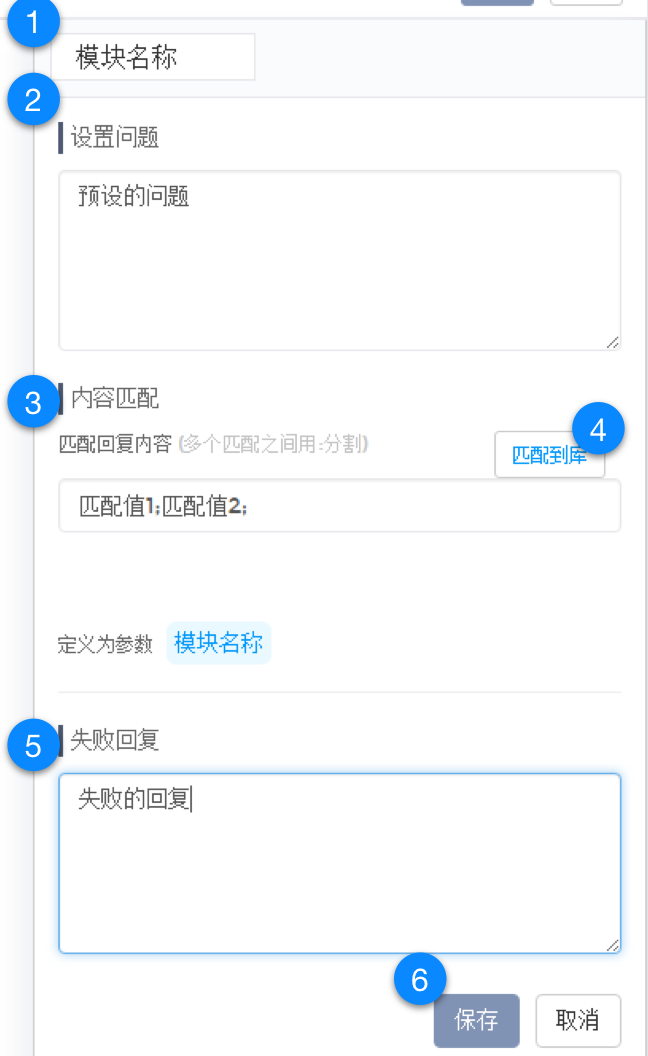 1
模块名称
2
设置问题
预设的问题
3
内容匹配
4
匹配回复内容 (多个匹配之间用;分割)
匹配到库
匹配值1;匹配值2;
定义为参数 模块名称
5
失败回复
失败的回复
6
保存 取消